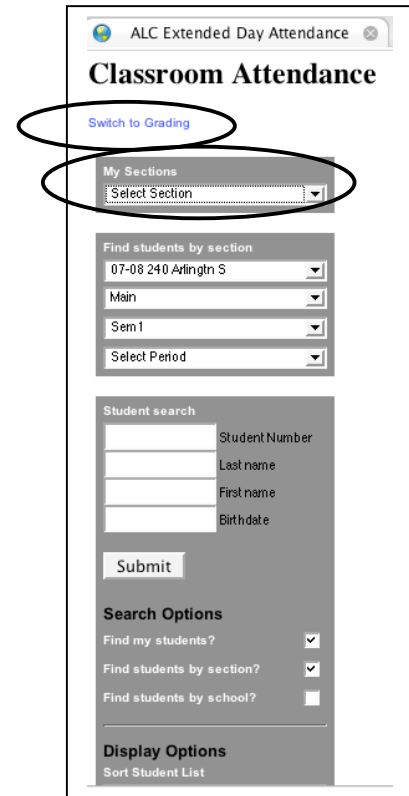 ALC Extended Day Attendance
Classroom Attendance
Switch to Grading
My Sections
Select Section
Find students by section
07-08 240 Arlingtn S
Main
Sem 1
Select Period
Student search
Student Number
Last name
First name
Birthdate
Submit
Search Options
Find my students?
Find students by section?
Find students by school?
Display Options
Sort Student List